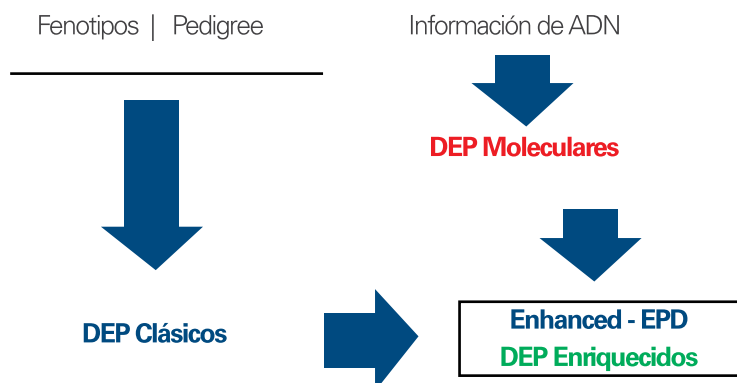 Fenotipos | Pedigree
Información de ADN
DEP Moleculares
DEP Clásicos
Enhanced - EPD
DEP Enriquecidos